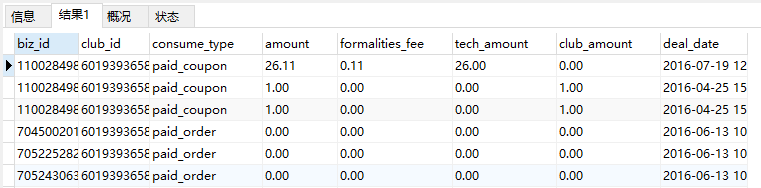 信息 结果1 概况 状态
biz_id club_id consume_type amount formalities_fee tech_amount club_amount deal_date
110028498 6019393658 paid_coupon 26.11 0.11 26.00 0.00 2016-07-19 12
110028498 6019393658 paid_coupon 1.00 0.00 0.00 1.00 2016-04-25 15
110028498 6019393658 paid_coupon 1.00 0.00 0.00 1.00 2016-04-25 15
704500201 6019393658 paid_order 0.00 0.00 0.00 0.00 2016-06-13 10
705225282 6019393658 paid_order 0.00 0.00 0.00 0.00 2016-06-13 10
705243063 6019393658 paid_order 0.00 0.00 0.00 0.00 2016-06-13 10